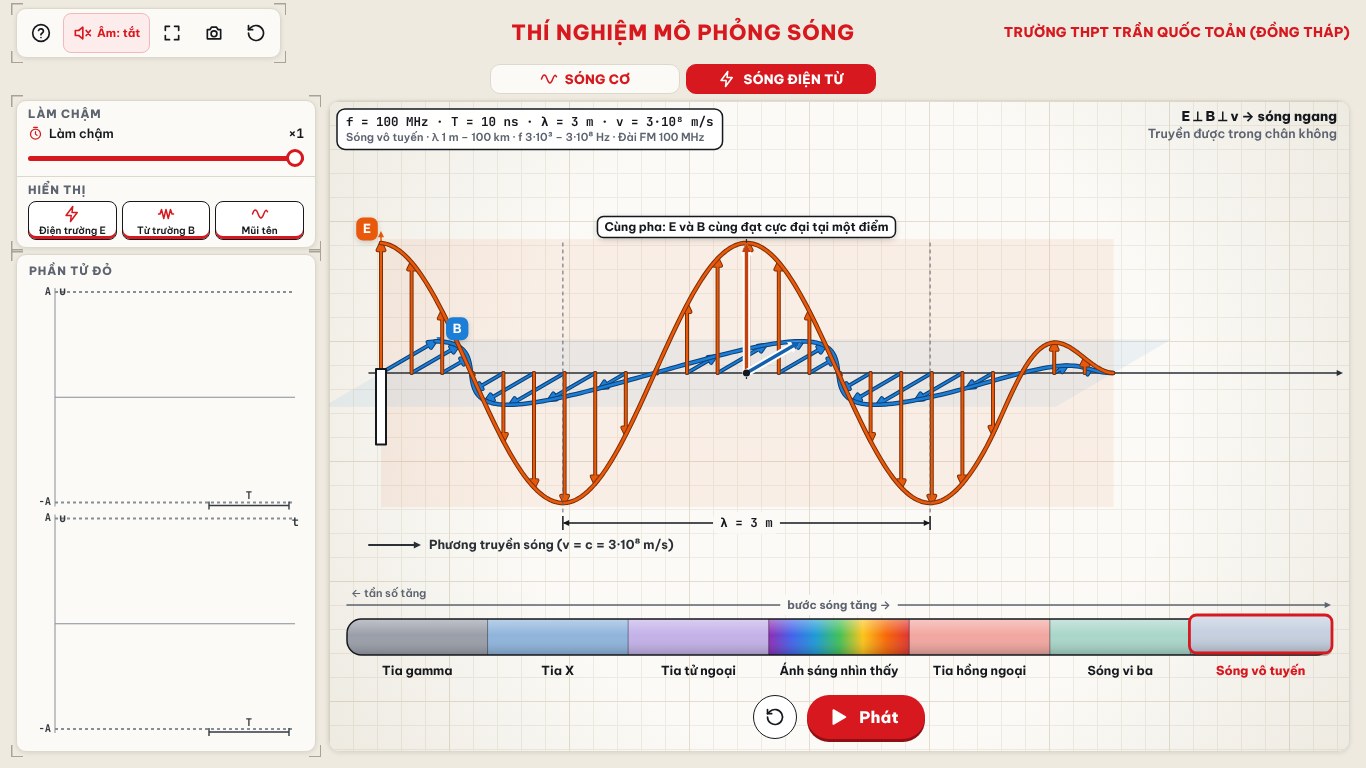 Âm: tắt
THÍ NGHIỆM MÔ PHỎNG SÓNG
TRƯỜNG THPT TRẦN QUỐC TOẢN (ĐỒNG THÁP)
SÓNG CƠ
SÓNG ĐIỆN TỪ
LÀM CHẬM
Làm chậm ×1
HIỂN THỊ
Điện trường E
Từ trường B
Mũi tên
PHẦN TỬ ĐỎ
A u
-A
T
A u
t
-A
T
f = 100 MHz · T = 10 ns · λ = 3 m · v = 3·10⁸ m/s
Sóng vô tuyến · λ 1 m – 100 km · f 3·10³ – 3·10⁸ Hz · Đài FM 100 MHz
E ⊥ B ⊥ v → sóng ngang
Truyền được trong chân không
E
Cùng pha: E và B cùng đạt cực đại tại một điểm
B
λ = 3 m
Phương truyền sóng (v = c = 3·10⁸ m/s)
← tần số tăng
bước sóng tăng →
Tia gamma
Tia X
Tia tử ngoại
Ánh sáng nhìn thấy
Tia hồng ngoại
Sóng vi ba
Sóng vô tuyến
Phát